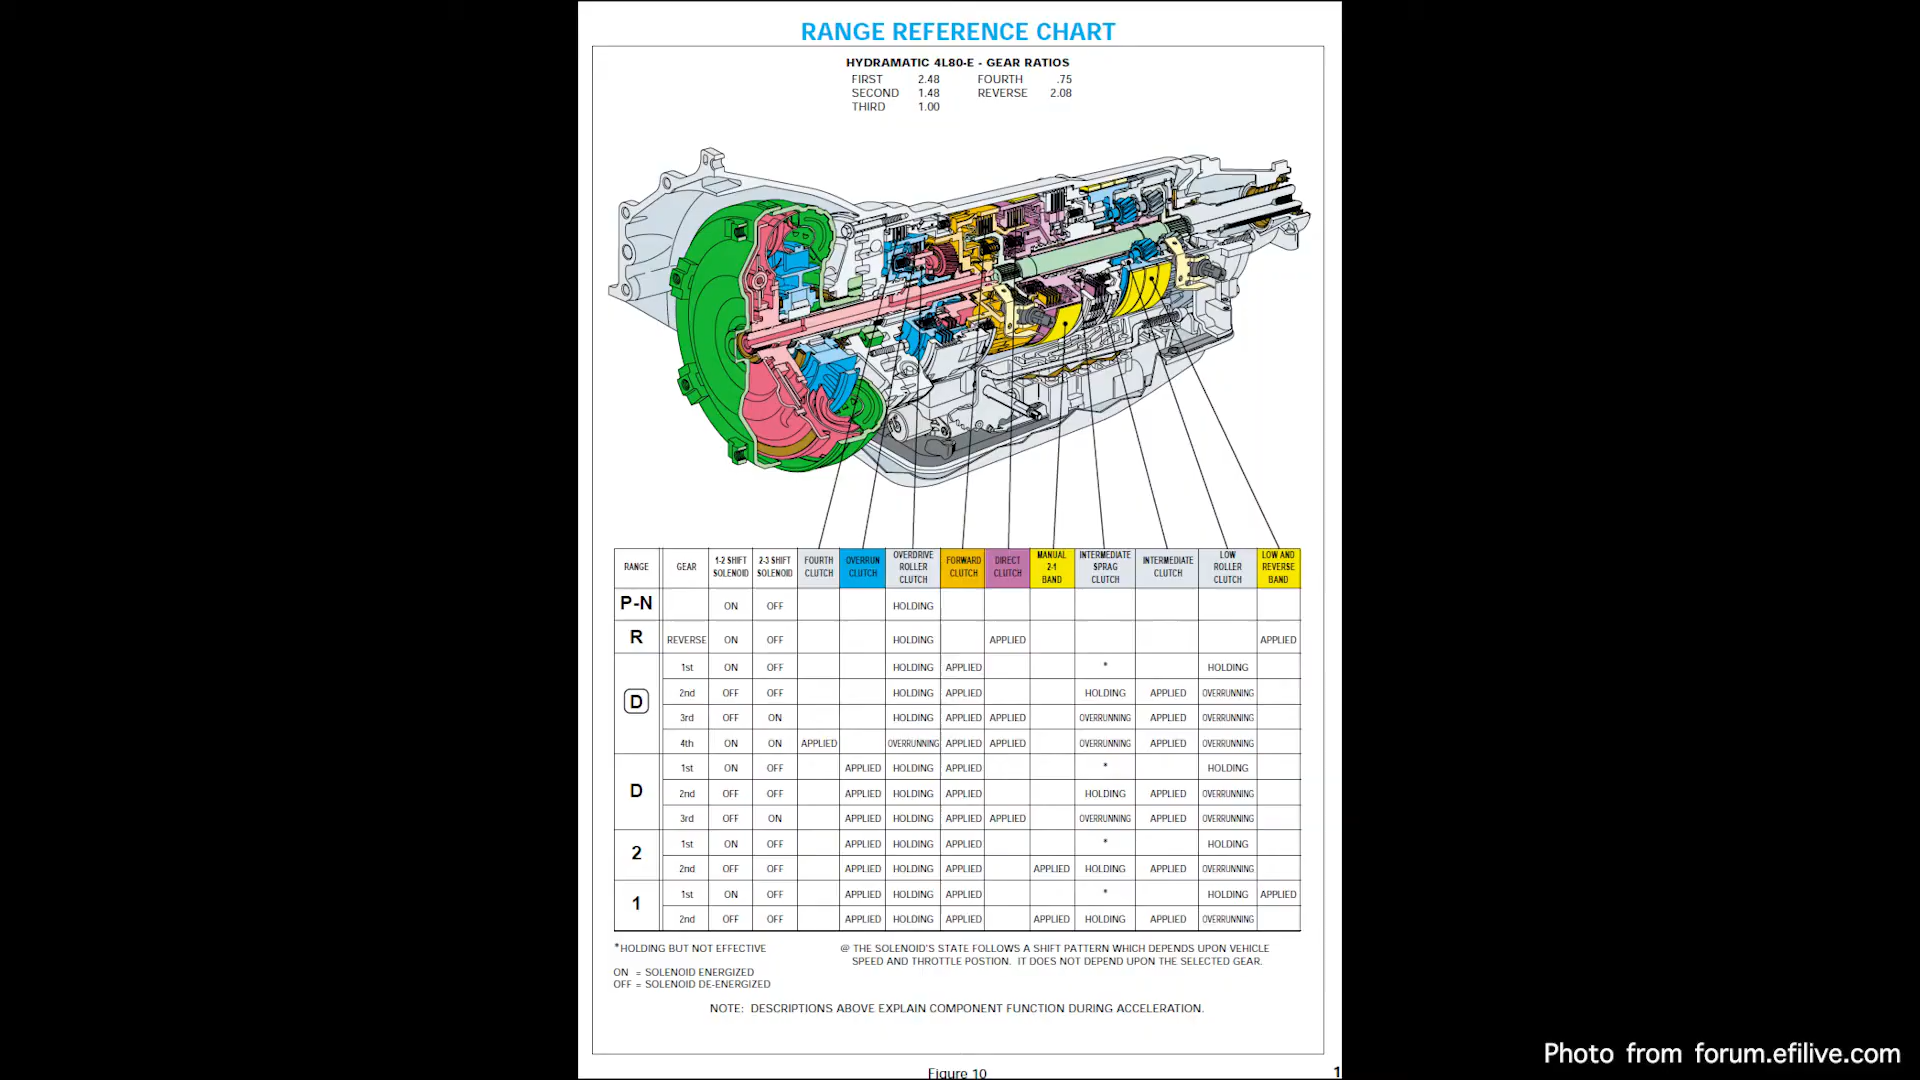 RANGE REFERENCE CHART
HYDRAMATIC 4L80-E - GEAR RATIOS
FIRST 2.48 FOURTH .75
SECOND 1.48 REVERSE 2.08
THIRD 1.00
RANGE GEAR 1-2 SHIFT SOLENOID 2-3 SHIFT SOLENOID FOURTH CLUTCH OVERRUN CLUTCH OVERDRIVE ROLLER CLUTCH FORWARD CLUTCH DIRECT CLUTCH MANUAL 2-1 BAND INTERMEDIATE SPRAG CLUTCH INTERMEDIATE CLUTCH LOW ROLLER CLUTCH LOW AND REVERSE BAND
P-N ON OFF HOLDING
R REVERSE ON OFF HOLDING APPLIED APPLIED
D
1st ON OFF HOLDING APPLIED * HOLDING
2nd OFF OFF HOLDING APPLIED HOLDING APPLIED OVERRUNNING
3rd OFF ON HOLDING APPLIED APPLIED OVERRUNNING APPLIED OVERRUNNING
4th ON ON APPLIED OVERRUNNING APPLIED APPLIED OVERRUNNING APPLIED OVERRUNNING
D
1st ON OFF APPLIED HOLDING APPLIED * HOLDING
2nd OFF OFF APPLIED HOLDING APPLIED HOLDING APPLIED OVERRUNNING
3rd OFF ON APPLIED HOLDING APPLIED APPLIED OVERRUNNING APPLIED OVERRUNNING
2
1st ON OFF APPLIED HOLDING APPLIED * HOLDING
2nd OFF OFF APPLIED HOLDING APPLIED APPLIED HOLDING APPLIED OVERRUNNING
1
1st ON OFF APPLIED HOLDING APPLIED * HOLDING APPLIED
2nd OFF OFF APPLIED HOLDING APPLIED APPLIED HOLDING APPLIED OVERRUNNING
*HOLDING BUT NOT EFFECTIVE
@ THE SOLENOID'S STATE FOLLOWS A SHIFT PATTERN WHICH DEPENDS UPON VEHICLE
SPEED AND THROTTLE POSTION. IT DOES NOT DEPEND UPON THE SELECTED GEAR.
ON = SOLENOID ENERGIZED
OFF = SOLENOID DE-ENERGIZED
NOTE: DESCRIPTIONS ABOVE EXPLAIN COMPONENT FUNCTION DURING ACCELERATION.
Figure 10
1
Photo from forum.efilive.com